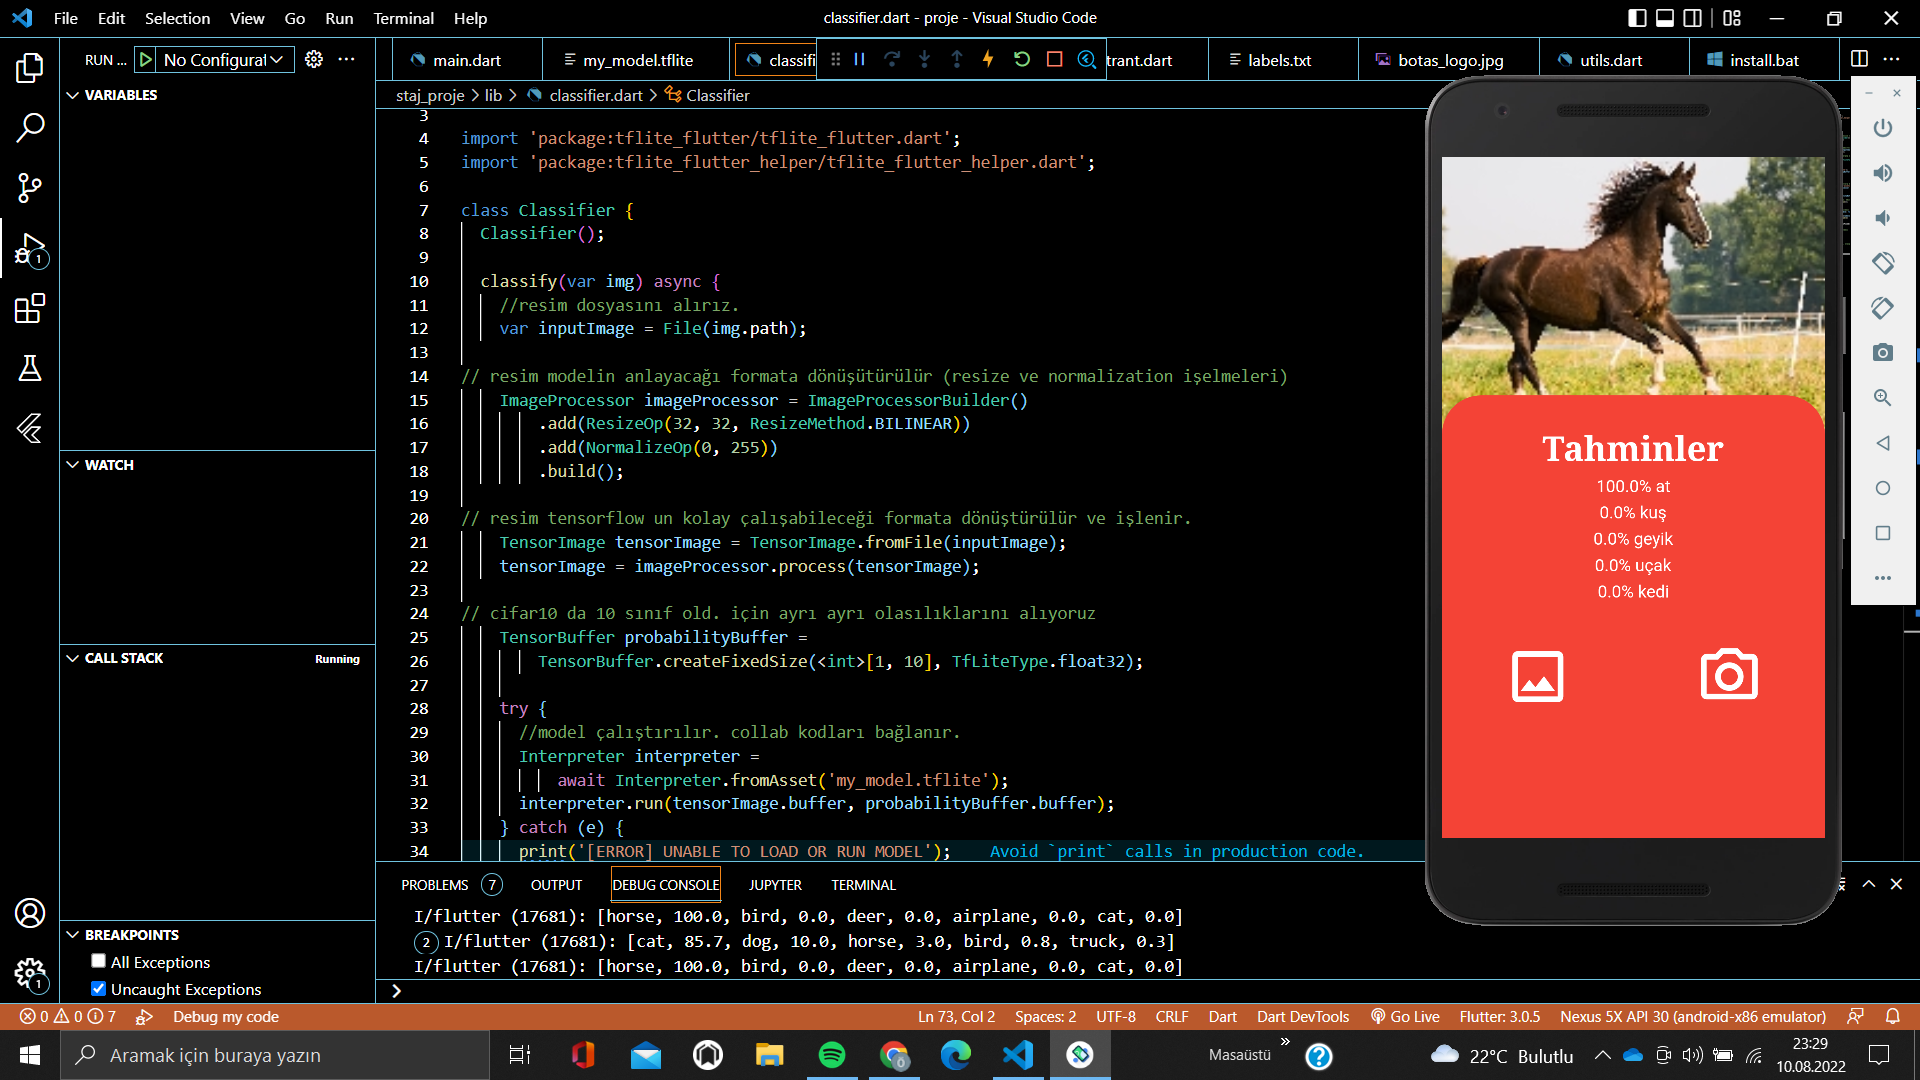 File Edit Selection View Go Run Terminal Help
classifier.dart - proje - Visual Studio Code
RUN ... No Configurat
main.dart
my_model.tflite
classifi
trant.dart
labels.txt
botas_logo.jpg
utils.dart
install.bat
staj_proje > lib > classifier.dart > Classifier
VARIABLES
WATCH
CALL STACK Running
BREAKPOINTS
All Exceptions
Uncaught Exceptions
3
4 import 'package:tflite_flutter/tflite_flutter.dart';
5 import 'package:tflite_flutter_helper/tflite_flutter_helper.dart';
6
7 class Classifier {
8 Classifier();
9
10 classify(var img) async {
11 //resim dosyasını alırız.
12 var inputImage = File(img.path);
13
14 // resim modelin anlayacağı formata dönüşütürülür (resize ve normalization işelmeleri)
15 ImageProcessor imageProcessor = ImageProcessorBuilder()
16 .add(ResizeOp(32, 32, ResizeMethod.BILINEAR))
17 .add(NormalizeOp(0, 255))
18 .build();
19
20 // resim tensorflow un kolay çalışabileceği formata dönüştürülür ve işlenir.
21 TensorImage tensorImage = TensorImage.fromFile(inputImage);
22 tensorImage = imageProcessor.process(tensorImage);
23
24 // cifar10 da 10 sınıf old. için ayrı ayrı olasılıklarını alıyoruz
25 TensorBuffer probabilityBuffer =
26 TensorBuffer.createFixedSize(<int>[1, 10], TfLiteType.float32);
27
28 try {
29 //model çalıştırılır. collab kodları bağlanır.
30 Interpreter interpreter =
31 await Interpreter.fromAsset('my_model.tflite');
32 interpreter.run(tensorImage.buffer, probabilityBuffer.buffer);
33 } catch (e) {
34 print('[ERROR] UNABLE TO LOAD OR RUN MODEL'); Avoid `print` calls in production code.
Tahminler
100.0% at
0.0% kuş
0.0% geyik
0.0% uçak
0.0% kedi
PROBLEMS 7 OUTPUT DEBUG CONSOLE JUPYTER TERMINAL
I/flutter (17681): [horse, 100.0, bird, 0.0, deer, 0.0, airplane, 0.0, cat, 0.0]
2 I/flutter (17681): [cat, 85.7, dog, 10.0, horse, 3.0, bird, 0.8, truck, 0.3]
I/flutter (17681): [horse, 100.0, bird, 0.0, deer, 0.0, airplane, 0.0, cat, 0.0]
1
1
0 0 7 Debug my code
Ln 73, Col 2 Spaces: 2 UTF-8 CRLF Dart Dart DevTools Go Live Flutter: 3.0.5 Nexus 5X API 30 (android-x86 emulator)
Aramak için buraya yazın
Masaüstü
22°C Bulutlu
23:29
10.08.2022